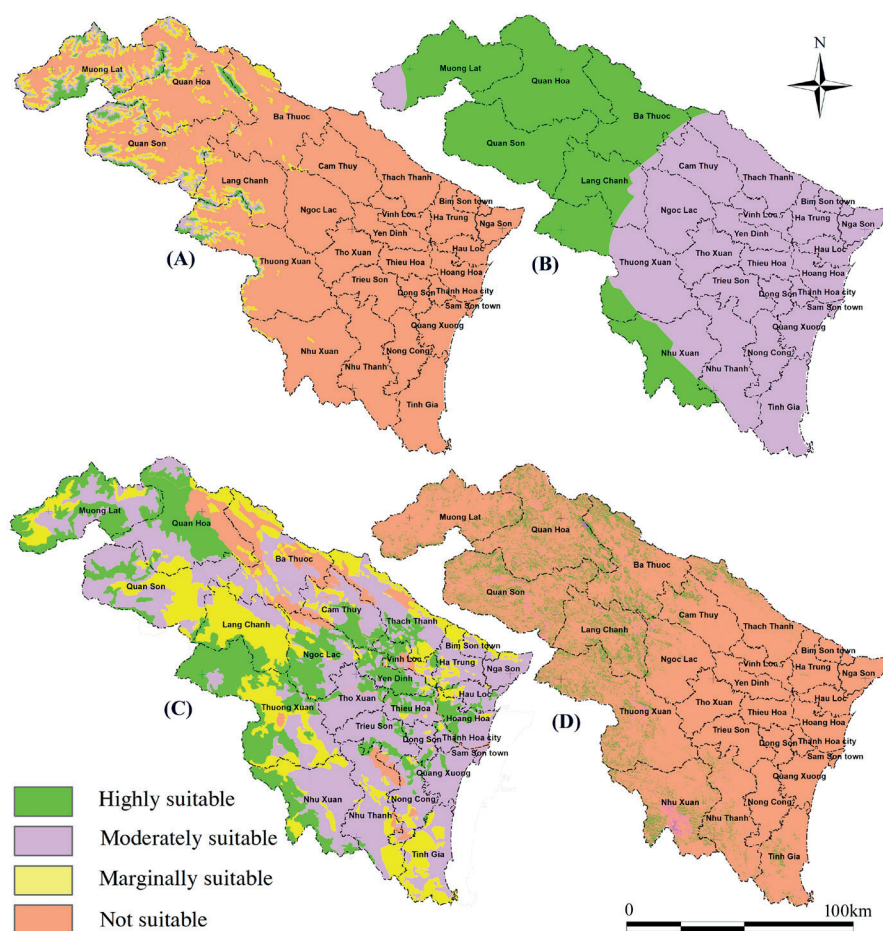 N
Muong Lat
Quan Hoa
Ba Thuoc
Quan Son
Cam Thuy
Lang Chanh
Thach Thanh
Bim Son town
Ngoc Lac
Vinh Loc
Ha Trung
Nga Son
Yen Dinh
(A)
Hau Loc
Thuong Xuan
Tho Xuan
Thieu Hoa
Hoang Hoa
Trieu Son
Dong Son
Thanh Hoa city
Sam Son town
Quang Xuong
Nhu Xuan
Nong Cong
Nhu Thanh
Tinh Gia
Muong Lat
Quan Hoa
Ba Thuoc
Quan Son
Cam Thuy
Lang Chanh
Thach Thanh
Bim Son town
Ngoc Lac
Vinh Loc
Ha Trung
Nga Son
Yen Dinh
(B)
Hau Loc
Thuong Xuan
Tho Xuan
Thieu Hoa
Hoang Hoa
Trieu Son
Dong Son
Thanh Hoa city
Sam Son town
Quang Xuong
Nhu Xuan
Nong Cong
Nhu Thanh
Tinh Gia
Muong Lat
Quan Hoa
Ba Thuoc
Quan Son
Cam Thuy
Lang Chanh
Thach Thanh
Bim Son town
Ngoc Lac
Vinh Loc
Ha Trung
Nga Son
Yen Dinh
(C)
Hau Loc
Thuong Xuan
Tho Xuan
Thieu Hoa
Hoang Hoa
Trieu Son
Dong Son
Thanh Hoa city
Sam Son town
Quang Xuong
Nhu Xuan
Nong Cong
Nhu Thanh
Tinh Gia
Muong Lat
Quan Hoa
Ba Thuoc
Quan Son
Cam Thuy
Lang Chanh
Thach Thanh
Bim Son town
Ngoc Lac
Vinh Loc
Ha Trung
Nga Son
Yen Dinh
(D)
Hau Loc
Thuong Xuan
Tho Xuan
Thieu Hoa
Hoang Hoa
Trieu Son
Dong Son
Thanh Hoa city
Sam Son town
Quang Xuong
Nhu Xuan
Nong Cong
Nhu Thanh
Tinh Gia
Highly suitable
Moderately suitable
Marginally suitable
Not suitable
0 100km